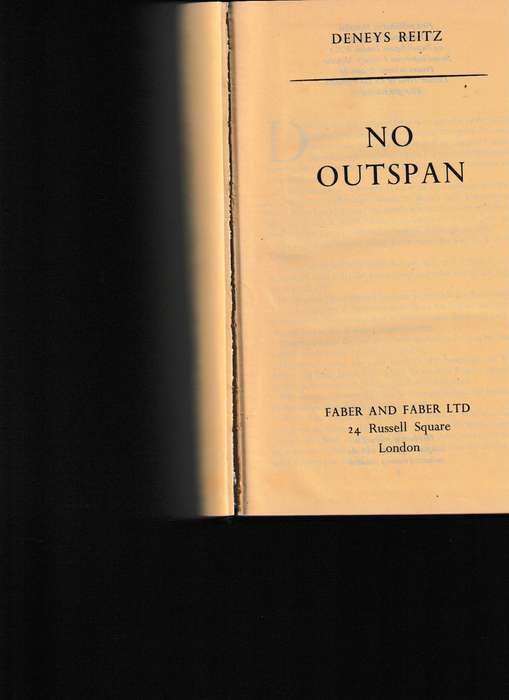 DENEYS REITZ
NO
OUTSPAN
FABER AND FABER LTD
24 Russell Square
London